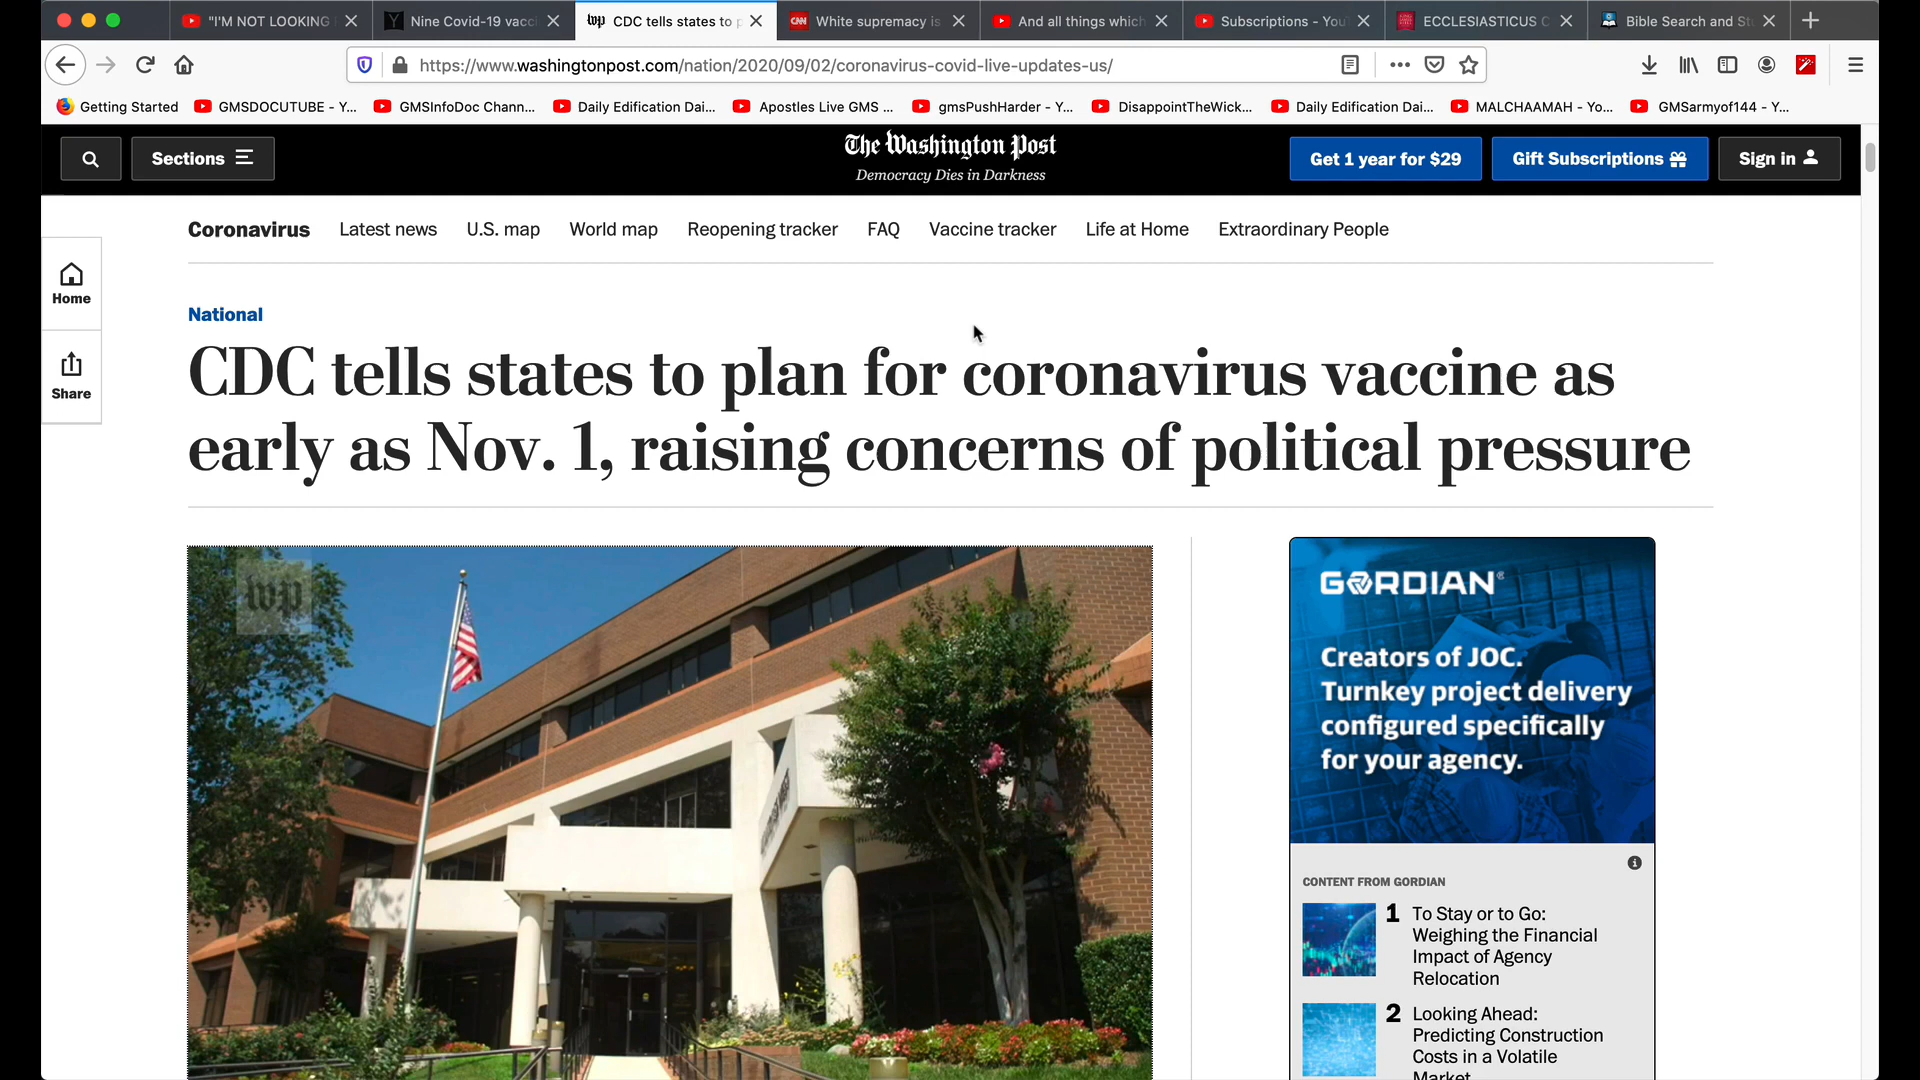 "I'M NOT LOOKING
Nine Covid-19 vacci
CDC tells states to p
White supremacy is
And all things which
Subscriptions - You
ECCLESIASTICUS C
Bible Search and Stu
https://www.washingtonpost.com/nation/2020/09/02/coronavirus-covid-live-updates-us/
Getting Started
GMSDOCUTUBE - Y...
GMSInfoDoc Chann...
Daily Edification Dai...
Apostles Live GMS ...
gmsPushHarder - Y...
DisappointTheWick...
Daily Edification Dai...
MALCHAAMAH - Yo...
GMSarmyof144 - Y...
Sections
The Washington Post
Democracy Dies in Darkness
Get 1 year for $29
Gift Subscriptions
Sign in
Coronavirus
Latest news
U.S. map
World map
Reopening tracker
FAQ
Vaccine tracker
Life at Home
Extraordinary People
Home
Share
National
CDC tells states to plan for coronavirus vaccine as
early as Nov. 1, raising concerns of political pressure
wp
GORDIAN
Creators of JOC.
Turnkey project delivery
configured specifically
for your agency.
CONTENT FROM GORDIAN
1 To Stay or to Go:
Weighing the Financial
Impact of Agency
Relocation
2 Looking Ahead:
Predicting Construction
Costs in a Volatile
Market